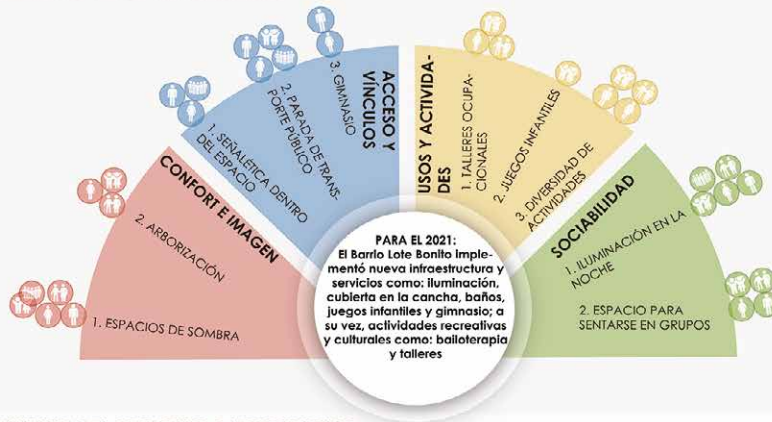 CONFORT E IMAGEN
1. ESPACIOS DE SOMBRA
2. ARBORIZACIÓN
ACCESO Y
VÍNCULOS
1. SEÑALÉTICA DENTRO
DEL ESPACIO
2. PARADA DE TRANS-
PORTE PÚBLICO
3. GIMNASIO
USOS Y ACTIVIDA-
DES
1. TALLERES OCUPA-
CIONALES
2. JUEGOS INFANTILES
3. DIVERSIDAD DE
ACTIVIDADES
SOCIABILIDAD
1. ILUMINACIÓN EN LA
NOCHE
2. ESPACIO PARA
SENTARSE EN GRUPOS
PARA EL 2021:
El Barrio Lote Bonito imple-
mentó nueva infraestructura y
servicios como: iluminación,
cubierta en la cancha, baños,
juegos infantiles y gimnasio; a
su vez, actividades recreativas
y culturales como: bailoterapia
y talleres